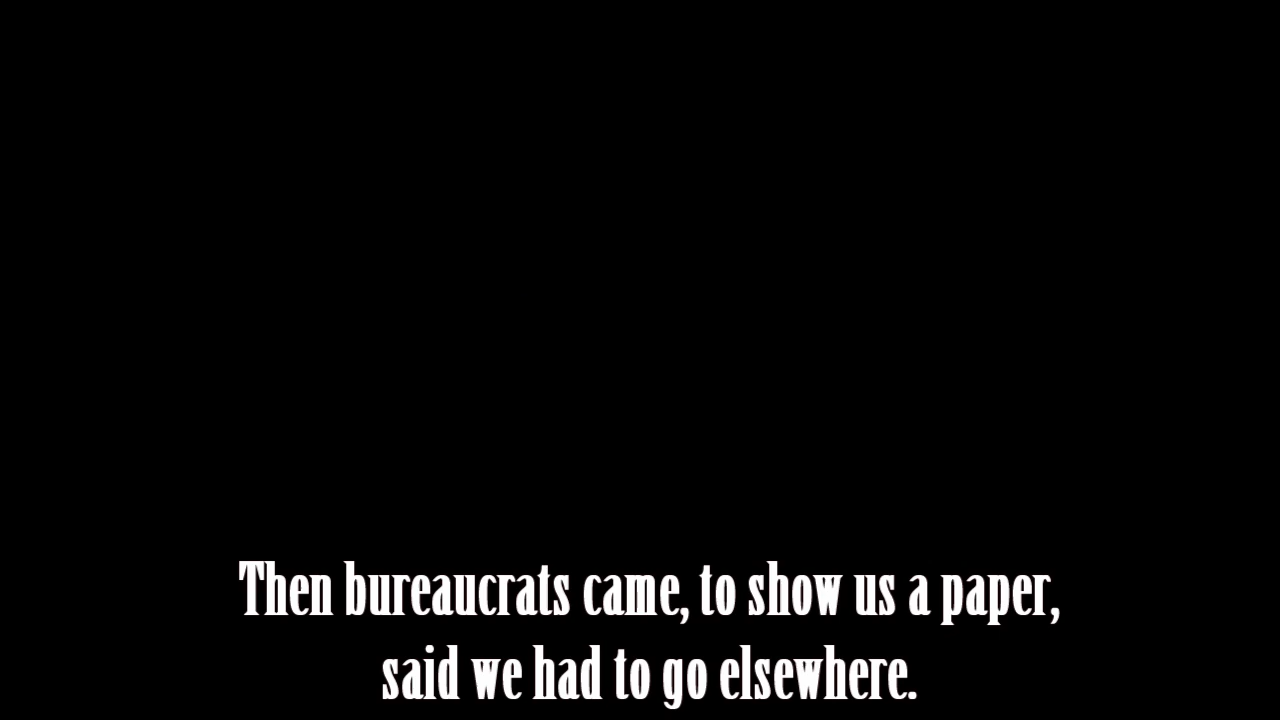 Then bureaucrats came, to show us a paper,
said we had to go elsewhere.